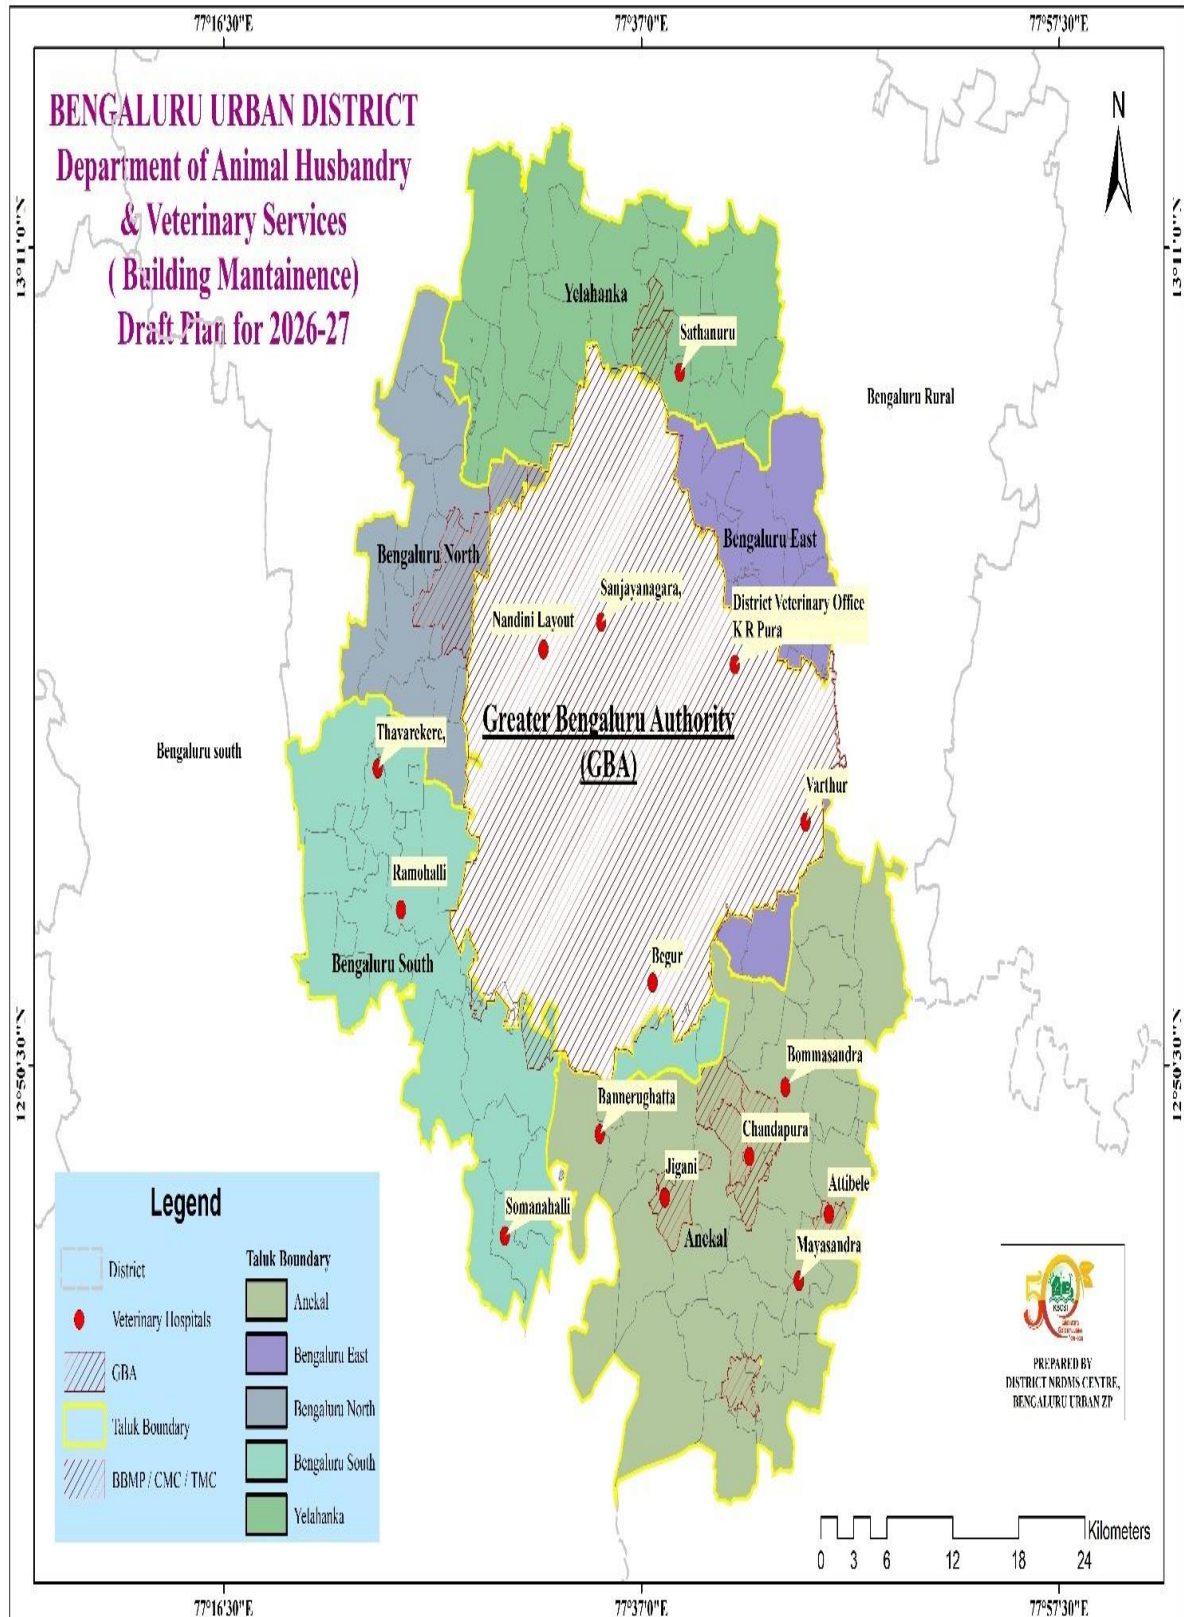 77°16'30"E
77°37'0"E
77°57'30"E
BENGALURU URBAN DISTRICT
Department of Animal Husbandry
& Veterinary Services
( Building Mantainence)
Draft Plan for 2026-27
N
13°11'0"N
13°11'0"N
Yelahanka
Sathanuru
Bengaluru Rural
Bengaluru North
Bengaluru East
Sanjayanagara,
Nandini Layout
District Veterinary Office
K R Pura
Greater Bengaluru Authority
(GBA)
Thavarekere,
Bengaluru south
Varthur
Ramohalli
Bengaluru South
Begur
12°50'30"N
12°50'30"N
Bommasandra
Bannerughatta
Chandapura
Jigani
Attibele
Somanahalli
Anekal
Mayasandra
Legend
District
Veterinary Hospitals
GBA
Taluk Boundary
BBMP / CMC / TMC
Taluk Boundary
Anekal
Bengaluru East
Bengaluru North
Bengaluru South
Yelahanka
50
KSCST
PREPARED BY
DISTRICT NRDMS CENTRE,
BENGALURU URBAN ZP
Kilometers
0 3 6 12 18 24
77°16'30"E
77°37'0"E
77°57'30"E